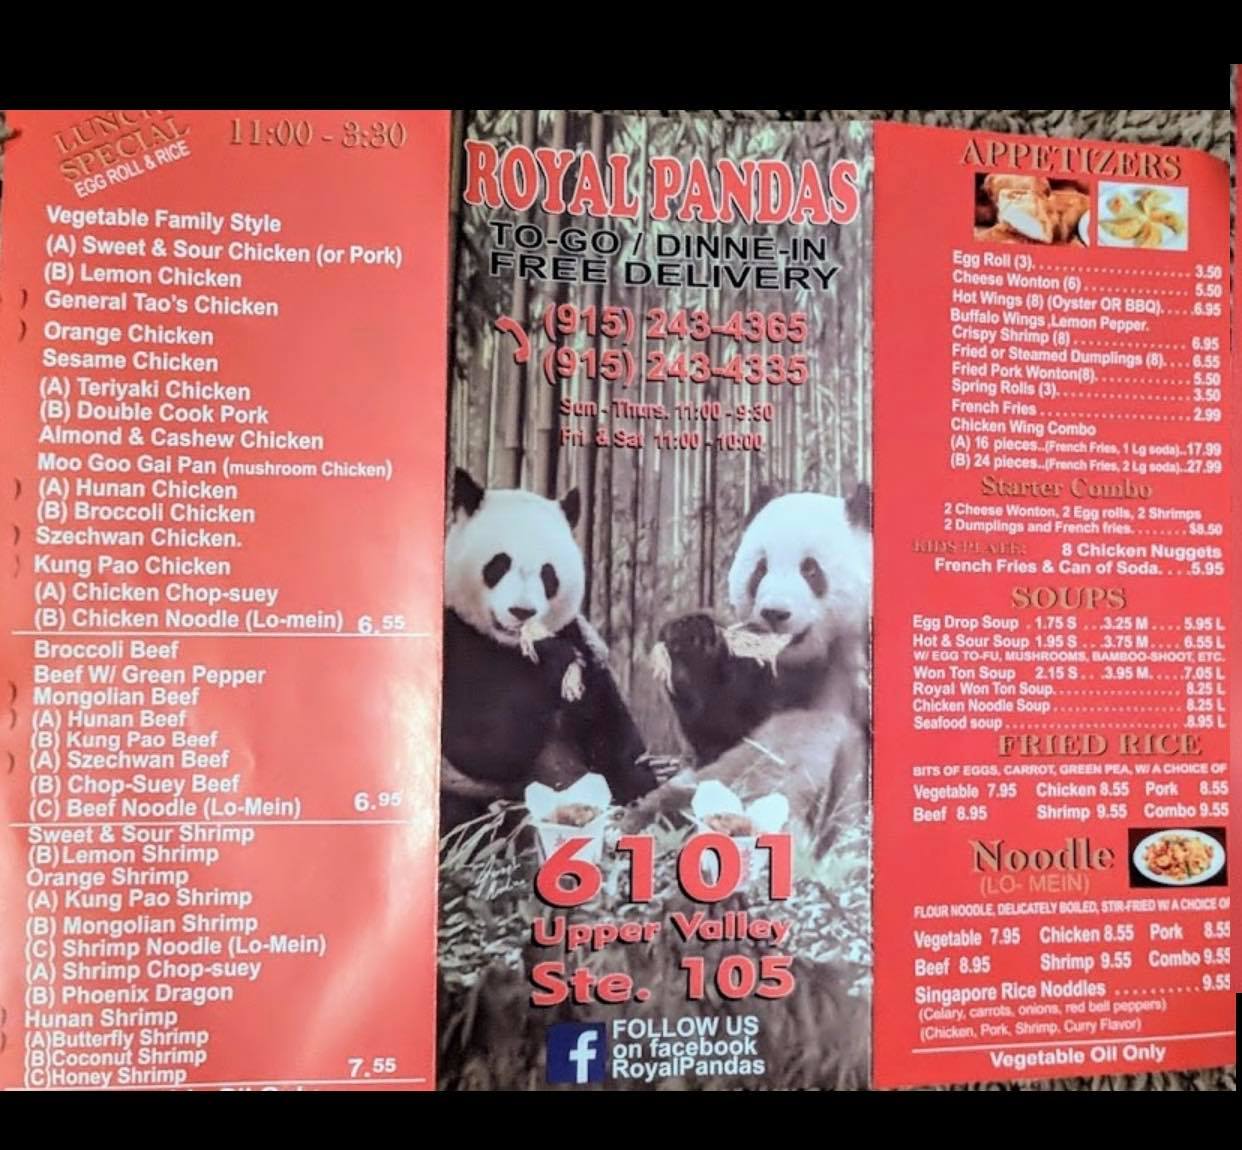 LUNCH
SPECIAL
EGG ROLL & RICE
11:00 - 3:30
Vegetable Family Style
(A) Sweet & Sour Chicken (or Pork)
(B) Lemon Chicken
General Tao's Chicken
Orange Chicken
Sesame Chicken
(A) Teriyaki Chicken
(B) Double Cook Pork
Almond & Cashew Chicken
Moo Goo Gai Pan (mushroom Chicken)
(A) Hunan Chicken
(B) Broccoli Chicken
Szechwan Chicken.
Kung Pao Chicken
(A) Chicken Chop-suey
(B) Chicken Noodle (Lo-mein) 6.55
Broccoli Beef
Beef W/ Green Pepper
Mongolian Beef
(A) Hunan Beef
(B) Kung Pao Beef
(A) Szechwan Beef
(B) Chop-Suey Beef
(C) Beef Noodle (Lo-Mein) 6.95
Sweet & Sour Shrimp
(B) Lemon Shrimp
Orange Shrimp
(A) Kung Pao Shrimp
(B) Mongolian Shrimp
(C) Shrimp Noodle (Lo-Mein)
(A) Shrimp Chop-suey
(B) Phoenix Dragon
Hunan Shrimp
(A)Butterfly Shrimp
(B)Coconut Shrimp
(C)Honey Shrimp 7.55
ROYAL PANDAS
TO-GO / DINNE-IN
FREE DELIVERY
(915) 243-4365
(915) 243-4335
Sun - Thurs. 11:00 - 9:30
Fri & Sat 11:00 - 10:00
6101
Upper Valley
Ste. 105
f
FOLLOW US
on facebook
RoyalPandas
APPETIZERS
Egg Roll (3). . . . . . . . . . . . . . . . . . . . . 3.50
Cheese Wonton (6) . . . . . . . . . . . . . . 5.50
Hot Wings (8) (Oyster OR BBQ). . . . .6.95
Buffalo Wings ,Lemon Pepper.
Crispy Shrimp (8) . . . . . . . . . . . . . . . 6.95
Fried or Steamed Dumplings (8). . . . 6.55
Fried Pork Wonton(8). . . . . . . . . . . . . 5.50
Spring Rolls (3). . . . . . . . . . . . . . . . . . 3.50
French Fries . . . . . . . . . . . . . . . . . . . . 2.99
Chicken Wing Combo
(A) 16 pieces..(French Fries, 1 Lg soda)..17.99
(B) 24 pieces..(French Fries, 2 Lg soda)..27.99
Starter Combo
2 Cheese Wonton, 2 Egg rolls, 2 Shrimps
2 Dumplings and French fries. . . . . . . . $8.50
KIDS PLATE: 8 Chicken Nuggets
French Fries & Can of Soda. . . .5.95
SOUPS
Egg Drop Soup . 1.75 S . . .3.25 M . . . . 5.95 L
Hot & Sour Soup 1.95 S . . .3.75 M. . . . 6.55 L
W/ EGG TO-FU, MUSHROOMS, BAMBOO-SHOOT, ETC.
Won Ton Soup 2.15 S . . .3.95 M. . . .7.05 L
Royal Won Ton Soup. . . . . . . . . . . . . . . . 8.25 L
Chicken Noodle Soup . . . . . . . . . . . . . . . 8.25 L
Seafood soup . . . . . . . . . . . . . . . . . . . . . .8.95 L
FRIED RICE
BITS OF EGGS, CARROT, GREEN PEA, W/ A CHOICE OF
Vegetable 7.95 Chicken 8.55 Pork 8.55
Beef 8.95 Shrimp 9.55 Combo 9.55
Noodle
(LO- MEIN)
FLOUR NOODLE, DELICATELY BOILED, STIR-FRIED W/ A CHOICE OF
Vegetable 7.95 Chicken 8.55 Pork 8.55
Beef 8.95 Shrimp 9.55 Combo 9.55
Singapore Rice Noddles . . . . . . . . . . 9.55
(Celary, carrots, onions, red bell peppers)
(Chicken, Pork, Shrimp, Curry Flavor)
Vegetable Oil Only